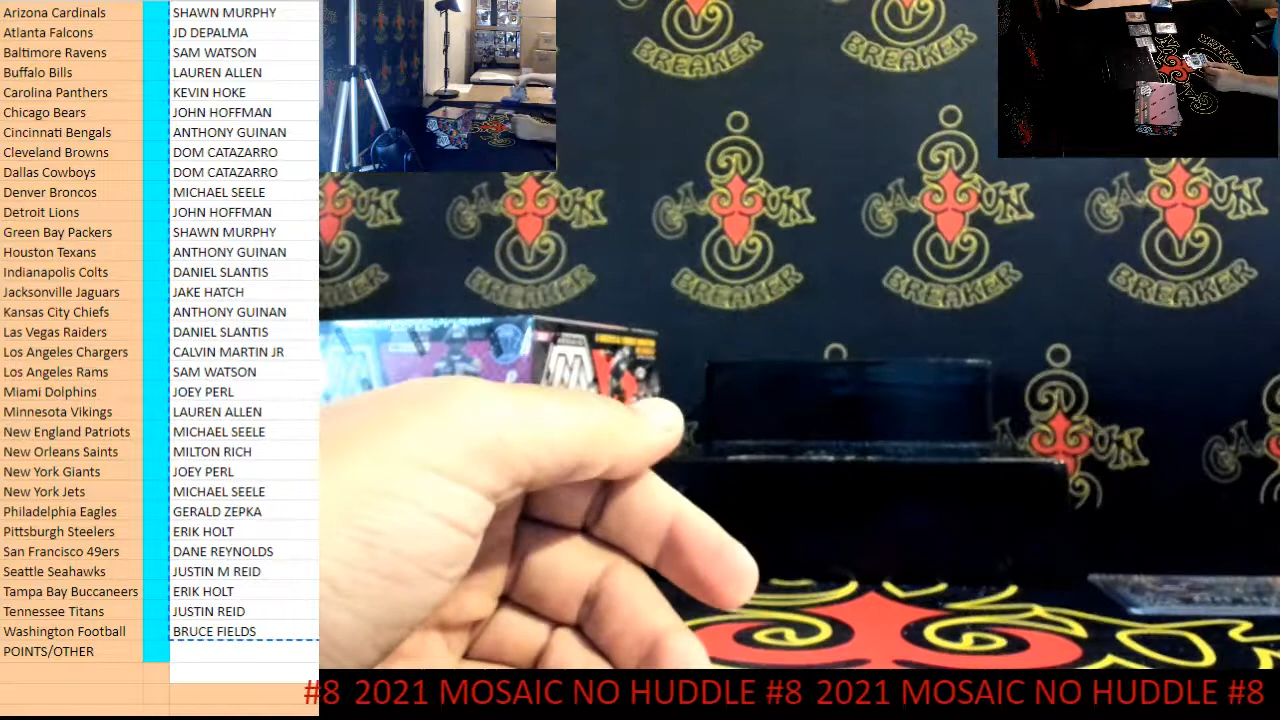 Arizona Cardinals SHAWN MURPHY
Atlanta Falcons JD DEPALMA
Baltimore Ravens SAM WATSON
Buffalo Bills LAUREN ALLEN
Carolina Panthers KEVIN HOKE
Chicago Bears JOHN HOFFMAN
Cincinnati Bengals ANTHONY GUINAN
Cleveland Browns DOM CATAZARRO
Dallas Cowboys DOM CATAZARRO
Denver Broncos MICHAEL SEELE
Detroit Lions JOHN HOFFMAN
Green Bay Packers SHAWN MURPHY
Houston Texans ANTHONY GUINAN
Indianapolis Colts DANIEL SLANTIS
Jacksonville Jaguars JAKE HATCH
Kansas City Chiefs ANTHONY GUINAN
Las Vegas Raiders DANIEL SLANTIS
Los Angeles Chargers CALVIN MARTIN JR
Los Angeles Rams SAM WATSON
Miami Dolphins JOEY PERL
Minnesota Vikings LAUREN ALLEN
New England Patriots MICHAEL SEELE
New Orleans Saints MILTON RICH
New York Giants JOEY PERL
New York Jets MICHAEL SEELE
Philadelphia Eagles GERALD ZEPKA
Pittsburgh Steelers ERIK HOLT
San Francisco 49ers DANE REYNOLDS
Seattle Seahawks JUSTIN M REID
Tampa Bay Buccaneers ERIK HOLT
Tennessee Titans JUSTIN REID
Washington Football BRUCE FIELDS
POINTS/OTHER
BREAKER
BREAKER
BREAKER
BREAKER
BREAKER
#8 2021 MOSAIC NO HUDDLE #8 2021 MOSAIC NO HUDDLE #8